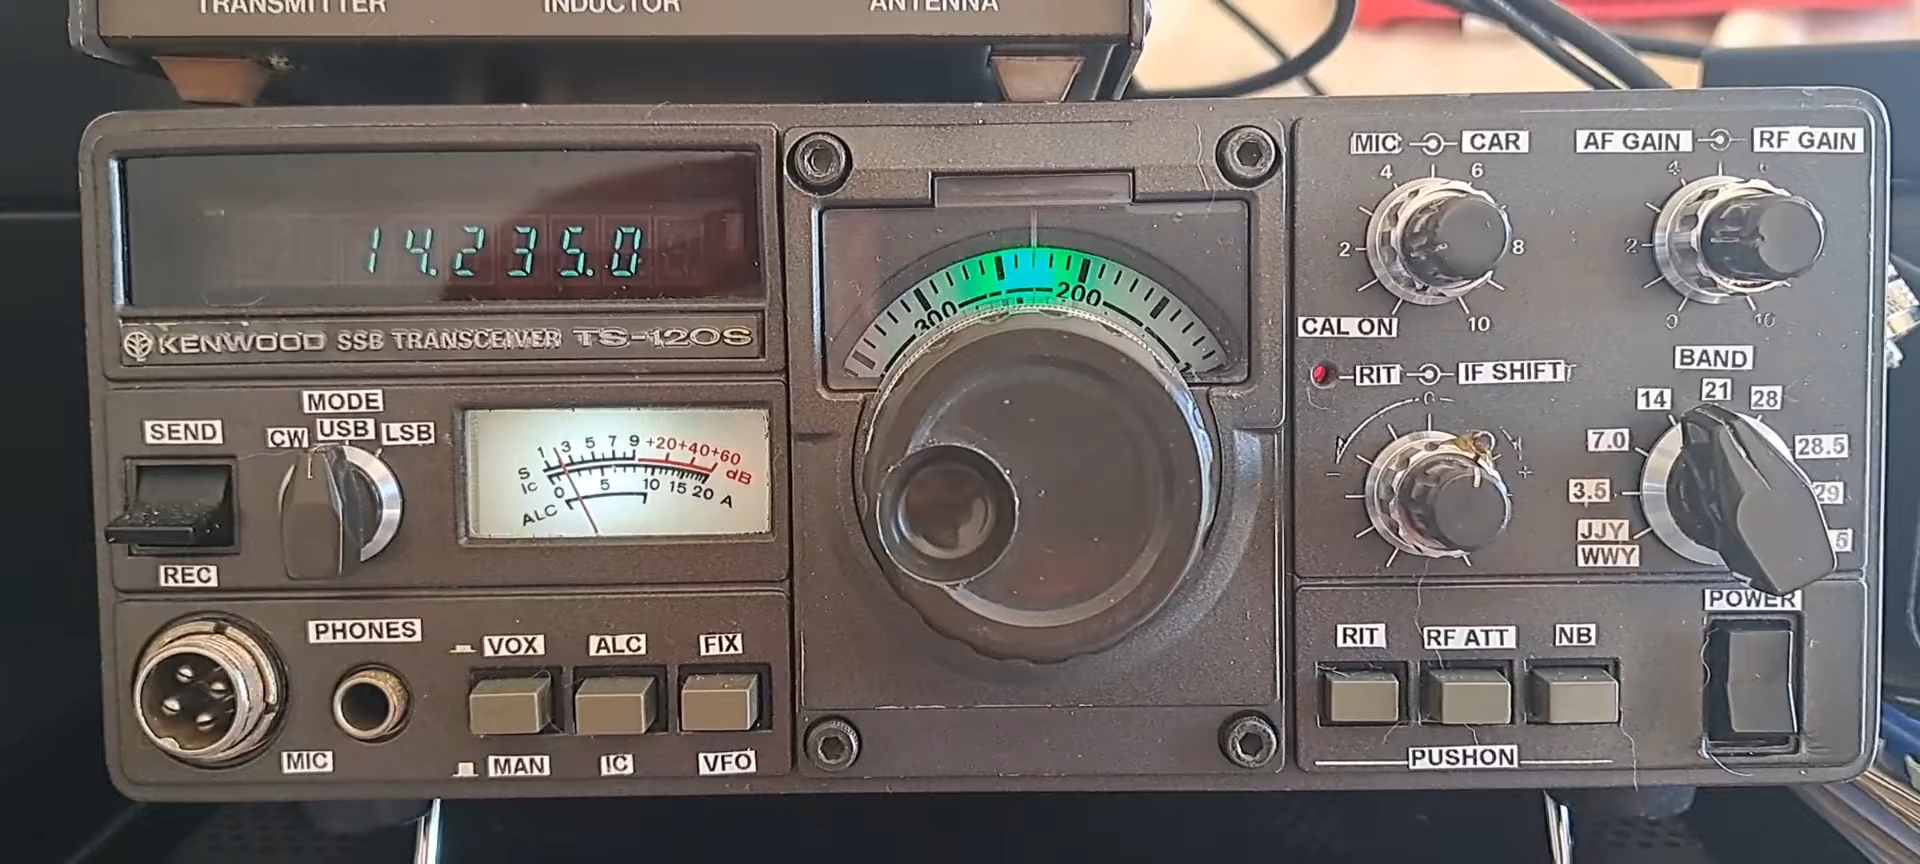 TRANSMITTER INDUCTOR ANTENNA
14.235.0
KENWOOD SSB TRANSCEIVER TS-120S
300 200
MIC CAR
4 6
2 8
10
CAL ON
AF GAIN RF GAIN
4
2
0 10
RIT IF SHIFT
0
- +
BAND
14 21 28
7.0 28.5
3.5 29
JJY
WWY
5
MODE
SEND CW USB LSB
REC
1 3 5 7 9 +20 +40 +60
S dB
IC 0 5 10 15 20 A
ALC
PHONES
MIC
VOX ALC FIX
MAN IC VFO
RIT RF ATT NB
PUSHON
POWER